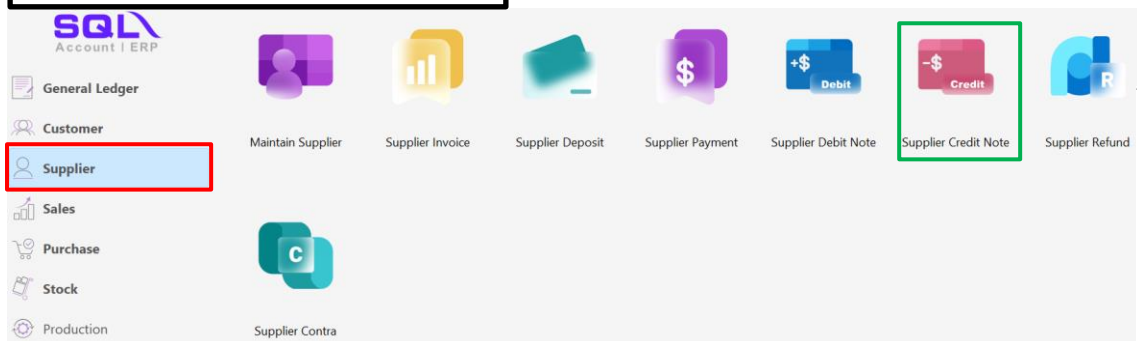 SQL
Account | ERP
General Ledger
Customer
Supplier
Sales
Purchase
Stock
Production
+$
Debit
-$
Credit
$
R
Maintain Supplier
Supplier Invoice
Supplier Deposit
Supplier Payment
Supplier Debit Note
Supplier Credit Note
Supplier Refund
C
Supplier Contra